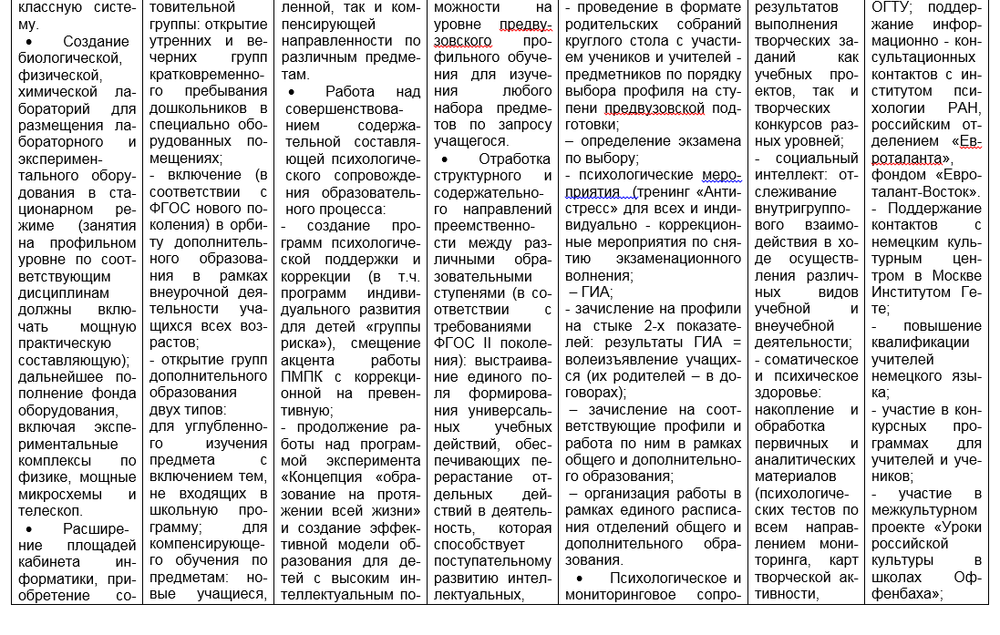 классную систе-
му.
• Создание
биологической,
физической,
химической ла-
бораторий для
размещения ла-
бораторного и
эксперимен-
тального обору-
дования в ста-
ционарном ре-
жиме (занятия
на профильном
уровне по соот-
ветствующим
дисциплинам
должны вклю-
чать мощную
практическую
составляющую);
дальнейшее по-
полнение фонда
оборудования,
включая экспе-
риментальные
комплексы по
физике, мощные
микросхемы и
телескоп.
• Расшире-
ние площадей
кабинета ин-
форматики, при-
обретение со-
товительной
группы: открытие
утренних и ве-
черних групп
кратковременно-
го пребывания
дошкольников в
специально обо-
рудованных по-
мещениях;
- включение (в
соответствии с
ФГОС нового по-
коления) в орби-
ту дополнитель-
ного образова-
ния в рамках
внеурочной дея-
тельности уча-
щихся всех воз-
растов;
- открытие групп
дополнительного
образования
двух типов:
для углубленно-
го изучения
предмета с
включением тем,
не входящих в
школьную про-
грамму; для
компенсирующе-
го обучения по
предметам: но-
вые учащиеся,
ленной, так и ком-
пенсирующей
направленности по
различным предме-
там.
• Работа над
совершенствова-
нием содержа-
тельной составля-
ющей психологиче-
ского сопровожде-
ния образователь-
ного процесса:
- создание про-
грамм психологиче-
ской поддержки и
коррекции (в т.ч.
программ индиви-
дуального развития
для детей «группы
риска»), смещение
акцента работы
ПМПК с коррекци-
онной на превен-
тивную;
- продолжение ра-
боты над програм-
мой эксперимента
«Концепция «обра-
зование на протя-
жении всей жизни»
и создание эффек-
тивной модели об-
разования для де-
тей с высоким ин-
теллектуальным по-
можности на
уровне предву-
зовского про-
фильного обуче-
ния для изуче-
ния любого
набора предме-
тов по запросу
учащегося.
• Отработка
структурного и
содержательно-
го направлений
преемственно-
сти между раз-
личными обра-
зовательными
ступенями (в со-
ответствии с
требованиями
ФГОС II поколе-
ния): выстраива-
ние единого по-
ля формирова-
ния универсаль-
ных учебных
действий, обес-
печивающих пе-
рерастание от-
дельных дей-
ствий в деятель-
ность, которая
способствует
поступательному
развитию интел-
лектуальных,
- проведение в формате
родительских собраний
круглого стола с участи-
ем учеников и учителей -
предметников по порядку
выбора профиля на сту-
пени предвузовской под-
готовки;
– определение экзамена
по выбору;
- психологические меро-
приятия (тренинг «Анти-
стресс» для всех и инди-
видуально - коррекцион-
ные мероприятия по сня-
тию экзаменационного
волнения;
– ГИА;
- зачисление на профили
на стыке 2-х показате-
лей: результаты ГИА =
волеизъявление учащих-
ся (их родителей – в до-
говорах);
– зачисление на соот-
ветствующие профили и
работа по ним в рамках
общего и дополнительно-
го образования;
– организация работы в
рамках единого расписа-
ния отделений общего и
дополнительного обра-
зования.
• Психологическое и
мониторинговое сопро-
результатов
выполнения
творческих за-
даний как
учебных про-
ектов, так и
творческих
конкурсов раз-
ных уровней;
- социальный
интеллект: от-
слеживание
внутригруппо-
вого взаимо-
действия в хо-
де осуществ-
ления различ-
ных видов
учебной и
внеучебной
деятельности;
- соматическое
и психическое
здоровье:
накопление и
обработка
первичных и
аналитических
материалов
(психологиче-
ских тестов по
всем направ-
лениям мони-
торинга, карт
творческой ак-
тивности,
ОГТУ; поддер-
жание инфор-
мационно - кон-
сультационных
контактов с ин-
ститутом пси-
хологии РАН,
российским от-
делением «Ев-
роталанта»,
фондом «Евро-
талант-Восток».
- Поддержание
контактов с
немецким куль-
турным цен-
тром в Москве
Институтом Ге-
те;
- повышение
квалификации
учителей
немецкого язы-
ка;
- участие в кон-
курсных про-
граммах для
учителей и уче-
ников;
- участие в
межкультурном
проекте «Уроки
российской
культуры в
школах Оф-
фенбаха»;